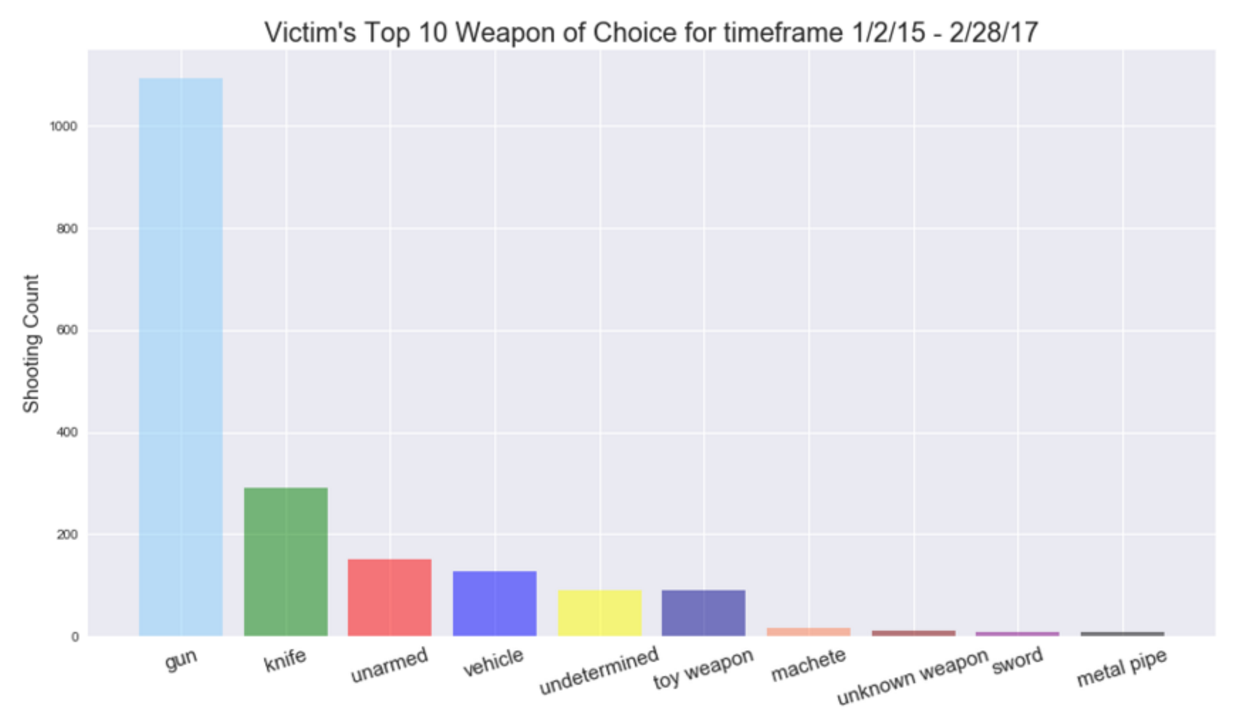 Victim's Top 10 Weapon of Choice for timeframe 1/2/15 - 2/28/17
Shooting Count
1000
800
600
400
200
0
gun
knife
unarmed
vehicle
undetermined
toy weapon
machete
unknown weapon
sword
metal pipe